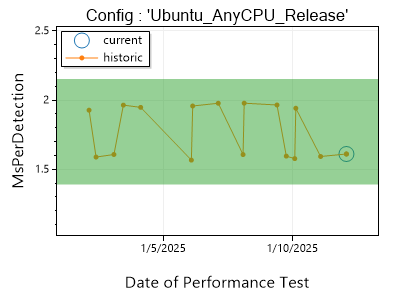 Config : 'Ubuntu_AnyCPU_Release'
2.5
current
historic
2
1.5
MsPerDetection
1/5/2025
1/10/2025
Date of Performance Test